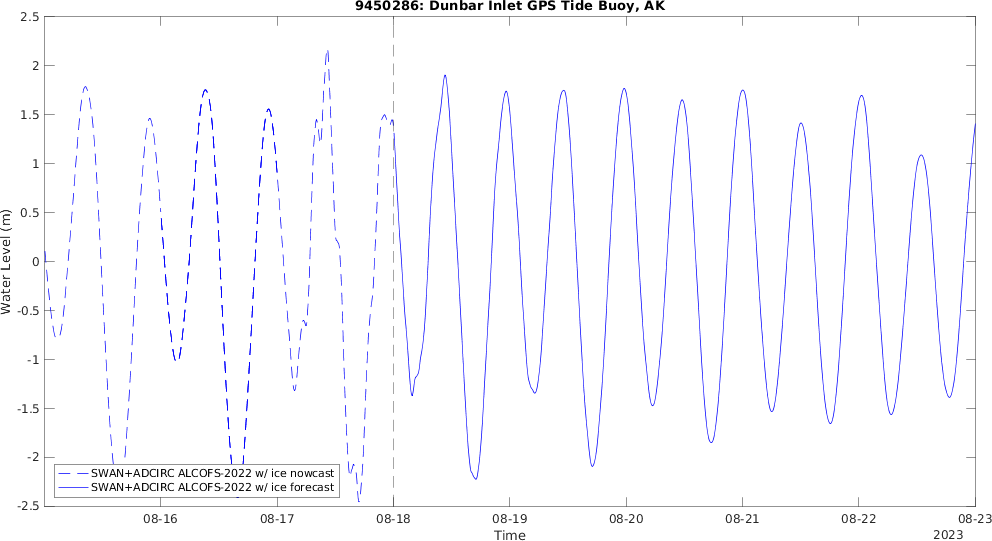 9450286: Dunbar Inlet GPS Tide Buoy, AK
2.5
2
1.5
1
0.5
0
-0.5
-1
-1.5
-2
-2.5
Water Level (m)
SWAN+ADCIRC ALCOFS-2022 w/ ice nowcast
SWAN+ADCIRC ALCOFS-2022 w/ ice forecast
08-16 08-17 08-18 08-19 08-20 08-21 08-22 08-23
Time
2023